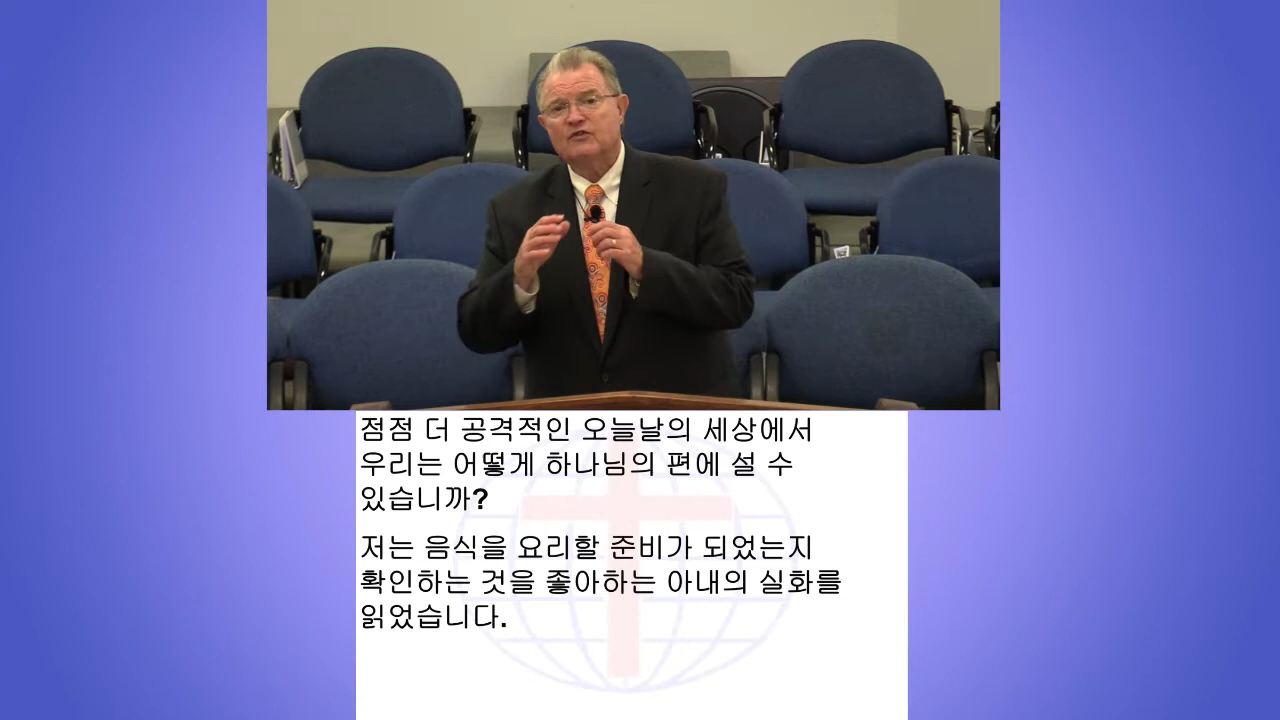 점점 더 공격적인 오늘날의 세상에서
우리는 어떻게 하나님의 편에 설 수
있습니까?
저는 음식을 요리할 준비가 되었는지
확인하는 것을 좋아하는 아내의 실화를
읽었습니다.